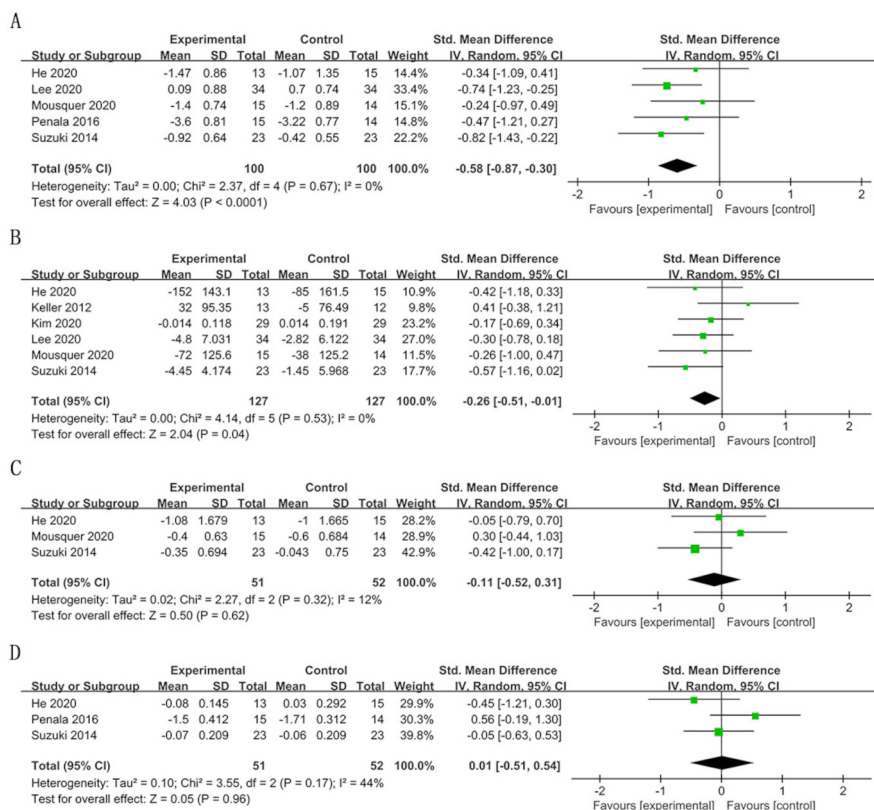 A
Experimental Control Std. Mean Difference Std. Mean Difference
Study or Subgroup Mean SD Total Mean SD Total Weight IV, Random, 95% CI IV, Random, 95% CI
He 2020 -1.47 0.86 13 -1.07 1.35 15 14.4% -0.34 [-1.09, 0.41]
Lee 2020 0.09 0.88 34 0.7 0.74 34 33.4% -0.74 [-1.23, -0.25]
Mousquer 2020 -1.4 0.74 15 -1.2 0.89 14 15.1% -0.24 [-0.97, 0.49]
Penala 2016 -3.6 0.81 15 -3.22 0.77 14 14.8% -0.47 [-1.21, 0.27]
Suzuki 2014 -0.92 0.64 23 -0.42 0.55 23 22.2% -0.82 [-1.43, -0.22]
Total (95% CI) 100 100 100.0% -0.58 [-0.87, -0.30]
Heterogeneity: Tau² = 0.00; Chi² = 2.37, df = 4 (P = 0.67); I² = 0%
Test for overall effect: Z = 4.03 (P < 0.0001)
-2 -1 0 1 2
Favours [experimental] Favours [control]
B
Experimental Control Std. Mean Difference Std. Mean Difference
Study or Subgroup Mean SD Total Mean SD Total Weight IV, Random, 95% CI IV, Random, 95% CI
He 2020 -152 143.1 13 -85 161.5 15 10.9% -0.42 [-1.18, 0.33]
Keller 2012 32 95.35 13 -5 76.49 12 9.8% 0.41 [-0.38, 1.21]
Kim 2020 -0.014 0.118 29 0.014 0.191 29 23.2% -0.17 [-0.69, 0.34]
Lee 2020 -4.8 7.031 34 -2.82 6.122 34 27.0% -0.30 [-0.78, 0.18]
Mousquer 2020 -72 125.6 15 -38 125.2 14 11.5% -0.26 [-1.00, 0.47]
Suzuki 2014 -4.45 4.174 23 -1.45 5.968 23 17.7% -0.57 [-1.16, 0.02]
Total (95% CI) 127 127 100.0% -0.26 [-0.51, -0.01]
Heterogeneity: Tau² = 0.00; Chi² = 4.14, df = 5 (P = 0.53); I² = 0%
Test for overall effect: Z = 2.04 (P = 0.04)
-2 -1 0 1 2
Favours [experimental] Favours [control]
C
Experimental Control Std. Mean Difference Std. Mean Difference
Study or Subgroup Mean SD Total Mean SD Total Weight IV, Random, 95% CI IV, Random, 95% CI
He 2020 -1.08 1.679 13 -1 1.665 15 28.2% -0.05 [-0.79, 0.70]
Mousquer 2020 -0.4 0.63 15 -0.6 0.684 14 28.9% 0.30 [-0.44, 1.03]
Suzuki 2014 -0.35 0.694 23 -0.043 0.75 23 42.9% -0.42 [-1.00, 0.17]
Total (95% CI) 51 52 100.0% -0.11 [-0.52, 0.31]
Heterogeneity: Tau² = 0.02; Chi² = 2.27, df = 2 (P = 0.32); I² = 12%
Test for overall effect: Z = 0.50 (P = 0.62)
-2 -1 0 1 2
Favours [experimental] Favours [control]
D
Experimental Control Std. Mean Difference Std. Mean Difference
Study or Subgroup Mean SD Total Mean SD Total Weight IV, Random, 95% CI IV, Random, 95% CI
He 2020 -0.08 0.145 13 0.03 0.292 15 29.9% -0.45 [-1.21, 0.30]
Penala 2016 -1.5 0.412 15 -1.71 0.312 14 30.3% 0.56 [-0.19, 1.30]
Suzuki 2014 -0.07 0.209 23 -0.06 0.209 23 39.8% -0.05 [-0.63, 0.53]
Total (95% CI) 51 52 100.0% 0.01 [-0.51, 0.54]
Heterogeneity: Tau² = 0.10; Chi² = 3.55, df = 2 (P = 0.17); I² = 44%
Test for overall effect: Z = 0.05 (P = 0.96)
-2 -1 0 1 2
Favours [experimental] Favours [control]